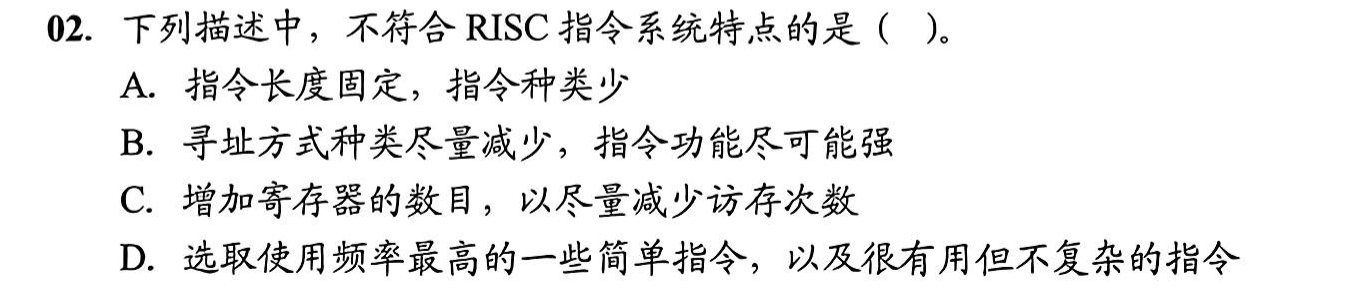 02. 下列描述中，不符合 RISC 指令系统特点的是（ ）。
A. 指令长度固定，指令种类少
B. 寻址方式种类尽量减少，指令功能尽可能强
C. 增加寄存器的数目，以尽量减少访存次数
D. 选取使用频率最高的一些简单指令，以及很有用但不复杂的指令